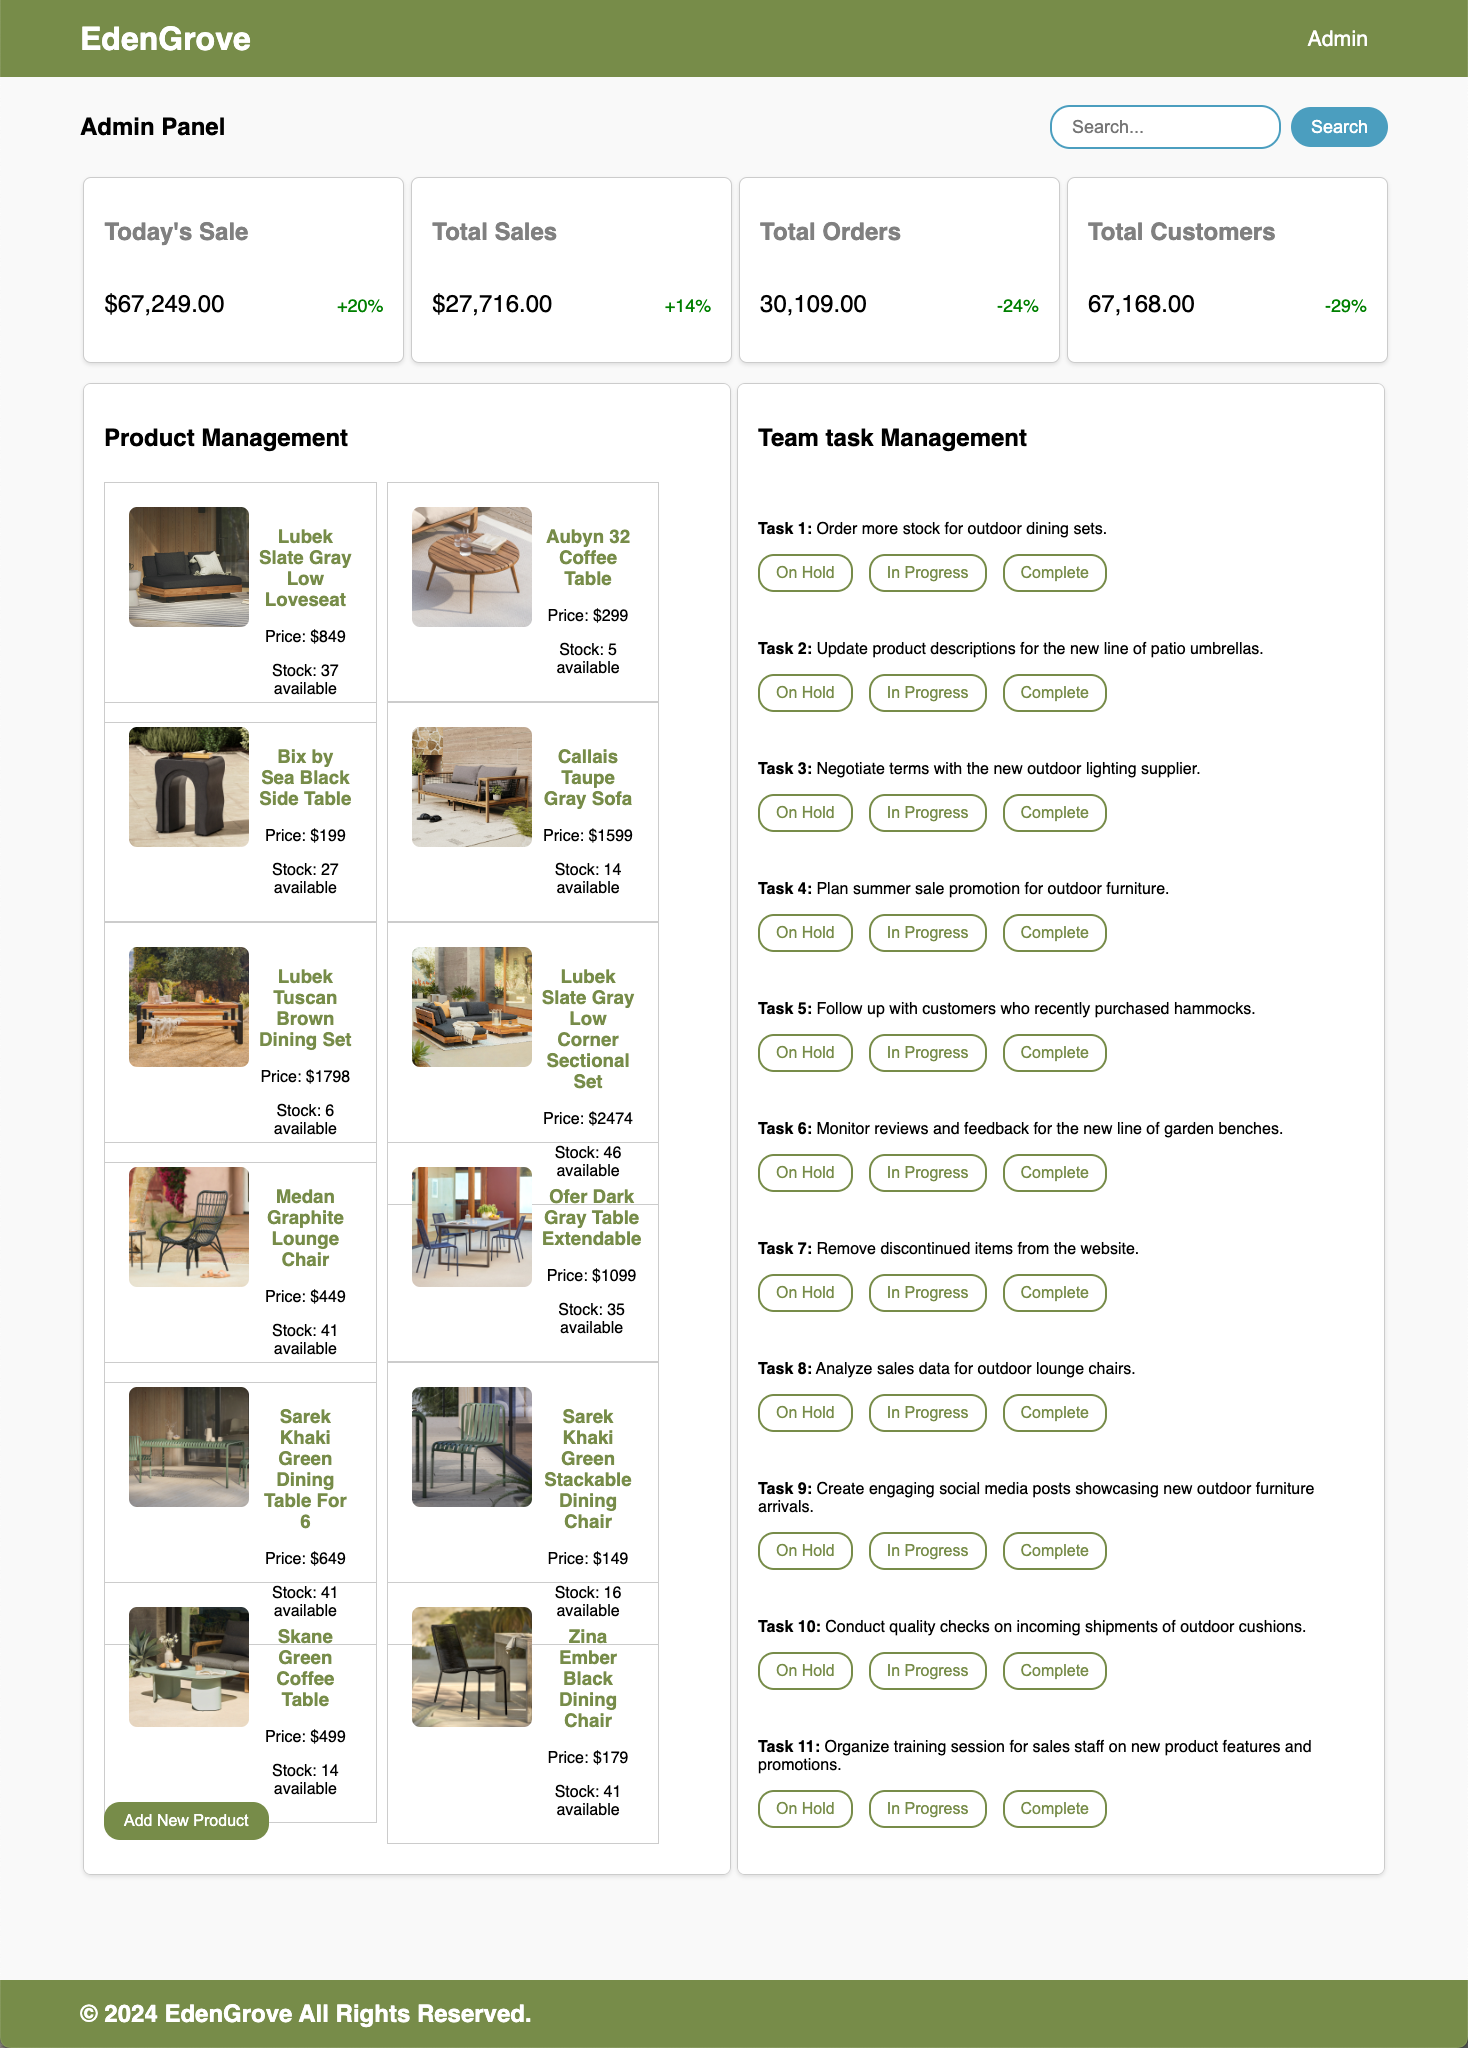 EdenGrove
Admin
Admin Panel
Search...
Search
Today's Sale
$67,249.00
+20%
Total Sales
$27,716.00
+14%
Total Orders
30,109.00
-24%
Total Customers
67,168.00
-29%
Product Management
Lubek
Slate Gray
Low
Loveseat
Price: $849
Stock: 37
available
Aubyn 32
Coffee
Table
Price: $299
Stock: 5
available
Bix by
Sea Black
Side Table
Price: $199
Stock: 27
available
Callais
Taupe
Gray Sofa
Price: $1599
Stock: 14
available
Lubek
Tuscan
Brown
Dining Set
Price: $1798
Stock: 6
available
Lubek
Slate Gray
Low
Corner
Sectional
Set
Price: $2474
Stock: 46
available
Medan
Graphite
Lounge
Chair
Price: $449
Stock: 41
available
Ofer Dark
Gray Table
Extendable
Price: $1099
Stock: 35
available
Sarek
Khaki
Green
Dining
Table For
6
Price: $649
Stock: 41
available
Sarek
Khaki
Green
Stackable
Dining
Chair
Price: $149
Stock: 16
available
Skane
Green
Coffee
Table
Price: $499
Stock: 14
available
Zina
Ember
Black
Dining
Chair
Price: $179
Stock: 41
available
Add New Product
Team task Management
Task 1: Order more stock for outdoor dining sets.
On Hold In Progress Complete
Task 2: Update product descriptions for the new line of patio umbrellas.
On Hold In Progress Complete
Task 3: Negotiate terms with the new outdoor lighting supplier.
On Hold In Progress Complete
Task 4: Plan summer sale promotion for outdoor furniture.
On Hold In Progress Complete
Task 5: Follow up with customers who recently purchased hammocks.
On Hold In Progress Complete
Task 6: Monitor reviews and feedback for the new line of garden benches.
On Hold In Progress Complete
Task 7: Remove discontinued items from the website.
On Hold In Progress Complete
Task 8: Analyze sales data for outdoor lounge chairs.
On Hold In Progress Complete
Task 9: Create engaging social media posts showcasing new outdoor furniture
arrivals.
On Hold In Progress Complete
Task 10: Conduct quality checks on incoming shipments of outdoor cushions.
On Hold In Progress Complete
Task 11: Organize training session for sales staff on new product features and
promotions.
On Hold In Progress Complete
© 2024 EdenGrove All Rights Reserved.